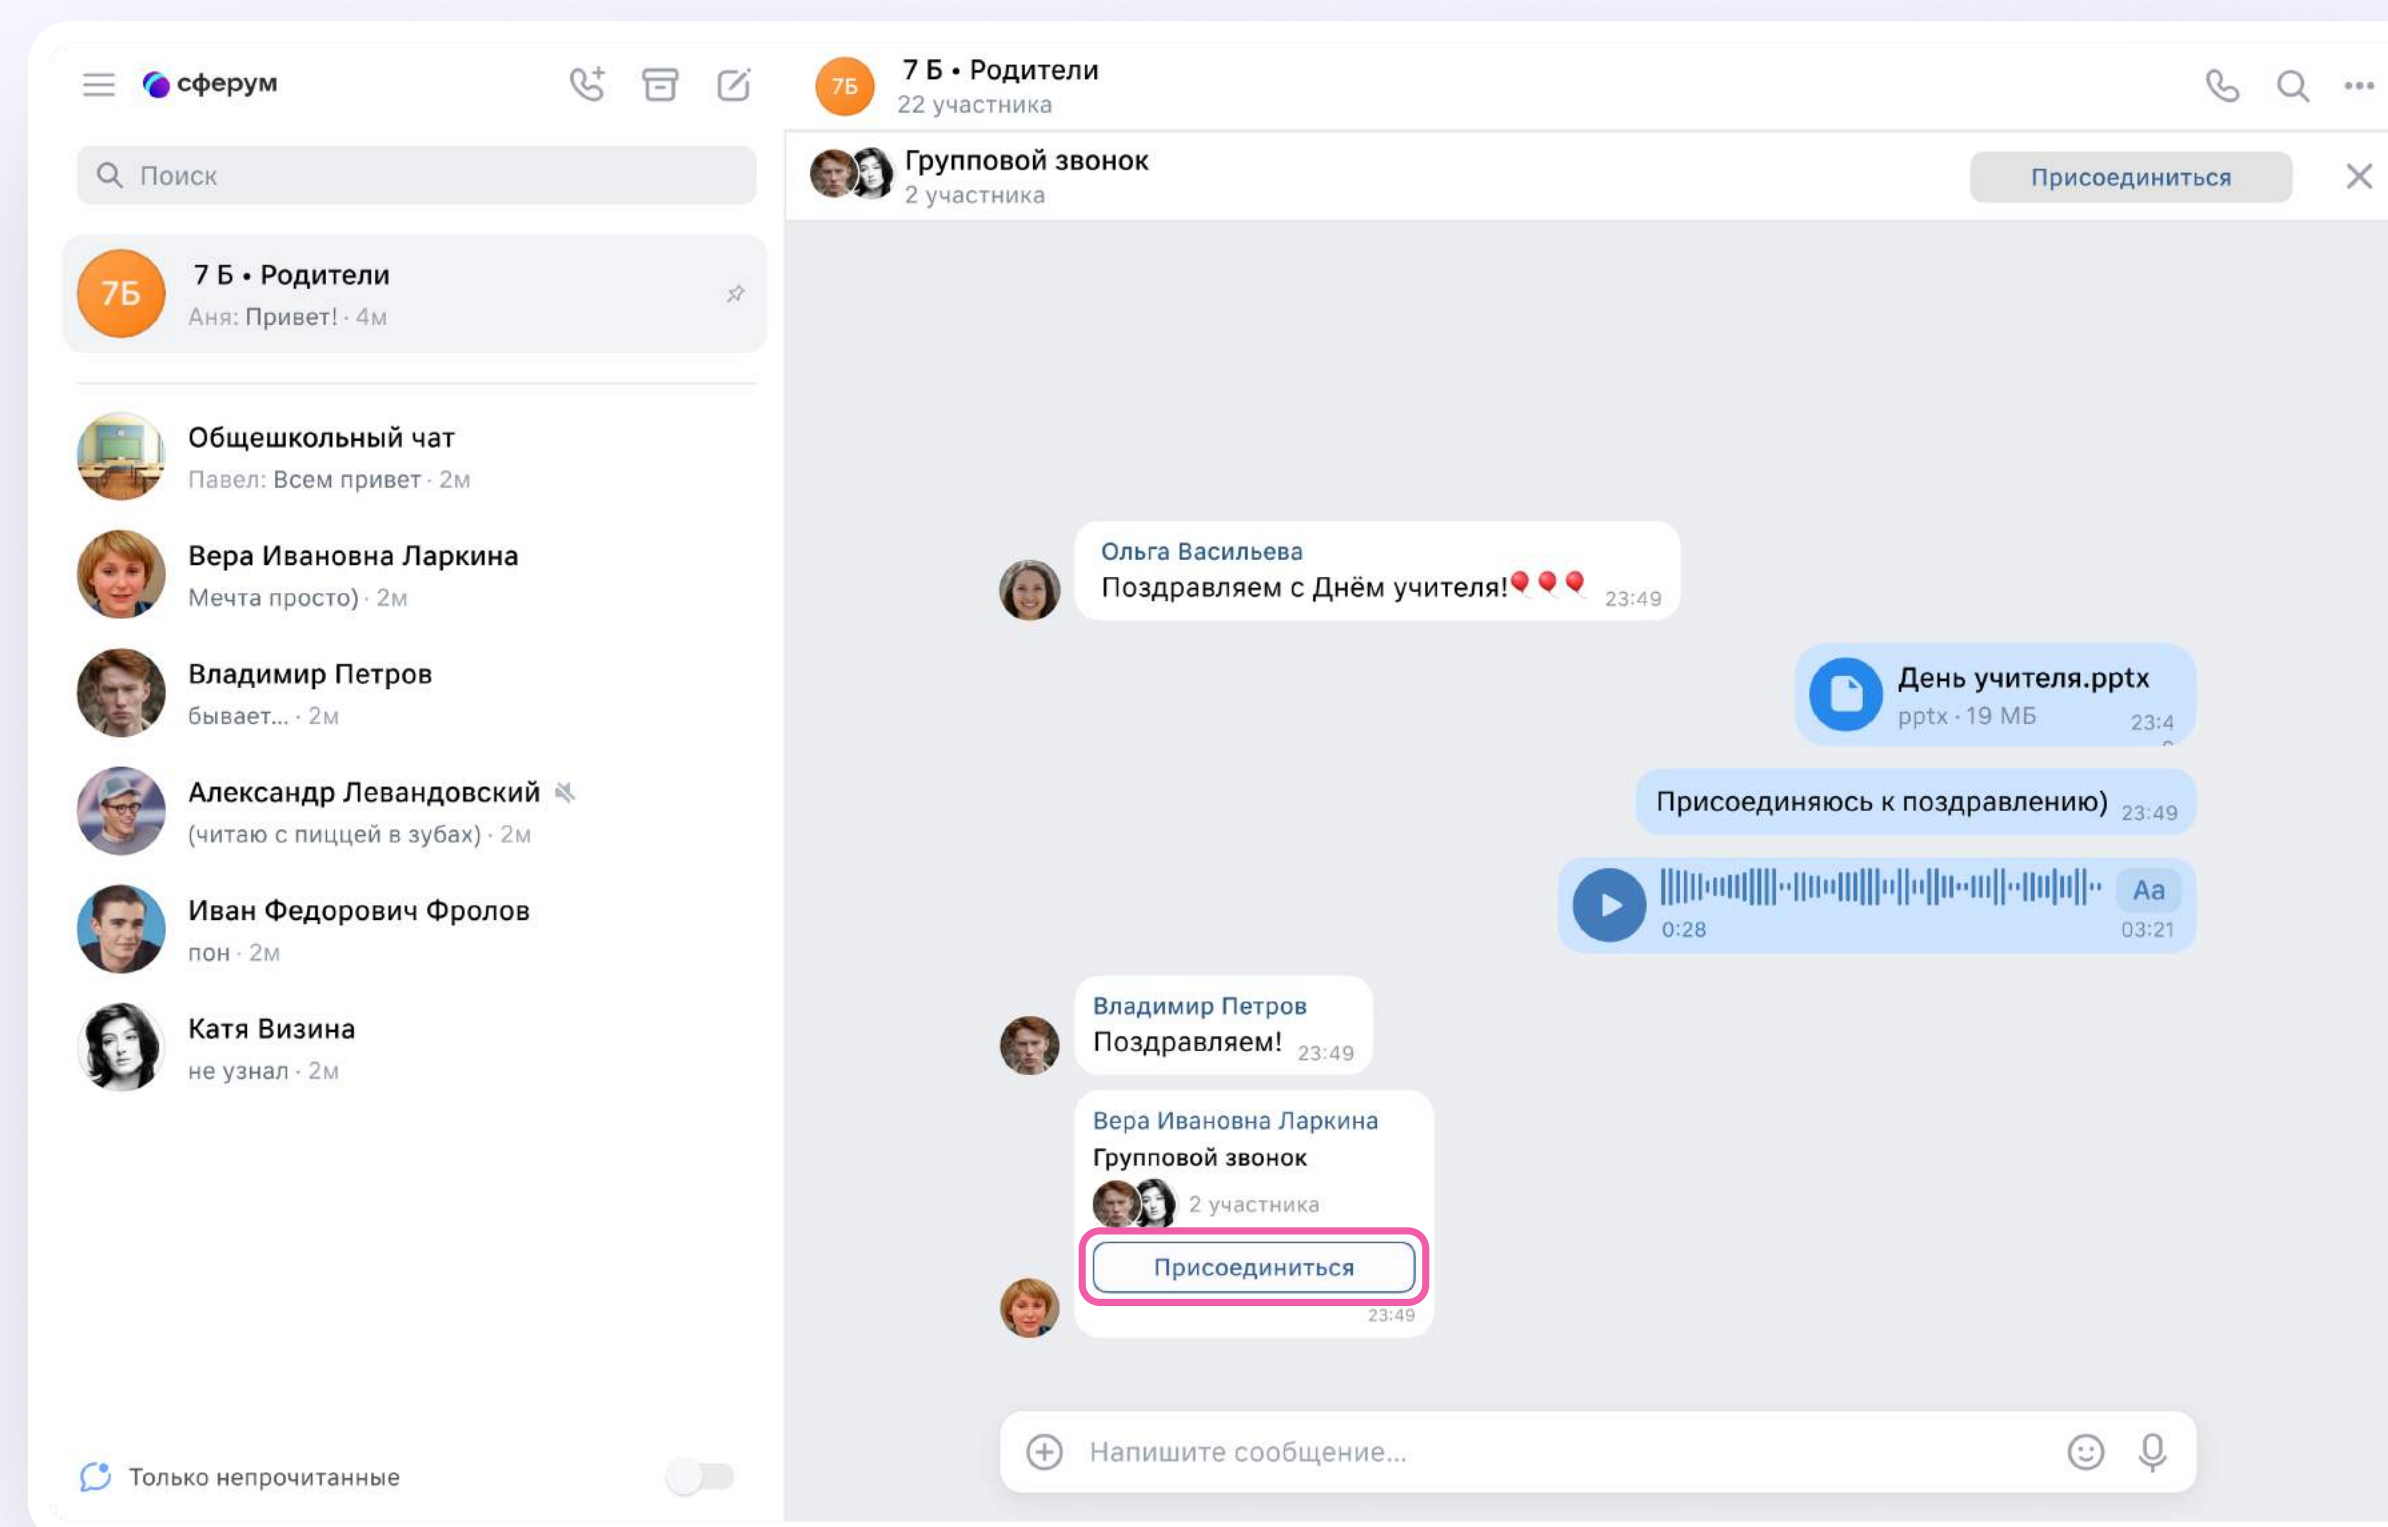 сферум
Поиск
7Б
7 Б • Родители
Аня: Привет! · 4м
Общешкольный чат
Павел: Всем привет · 2м
Вера Ивановна Ларкина
Мечта просто) · 2м
Владимир Петров
бывает... · 2м
Александр Левандовский
(читаю с пиццей в зубах) · 2м
Иван Федорович Фролов
пон · 2м
Катя Визина
не узнал · 2м
Только непрочитанные
7Б
7 Б • Родители
22 участника
Групповой звонок
2 участника
Присоединиться
Ольга Васильева
Поздравляем с Днём учителя!🎈🎈🎈 23:49
День учителя.pptx
pptx · 19 МБ 23:4
Присоединяюсь к поздравлению) 23:49
Aa
0:28 03:21
Владимир Петров
Поздравляем! 23:49
Вера Ивановна Ларкина
Групповой звонок
2 участника
Присоединиться
23:49
Напишите сообщение...